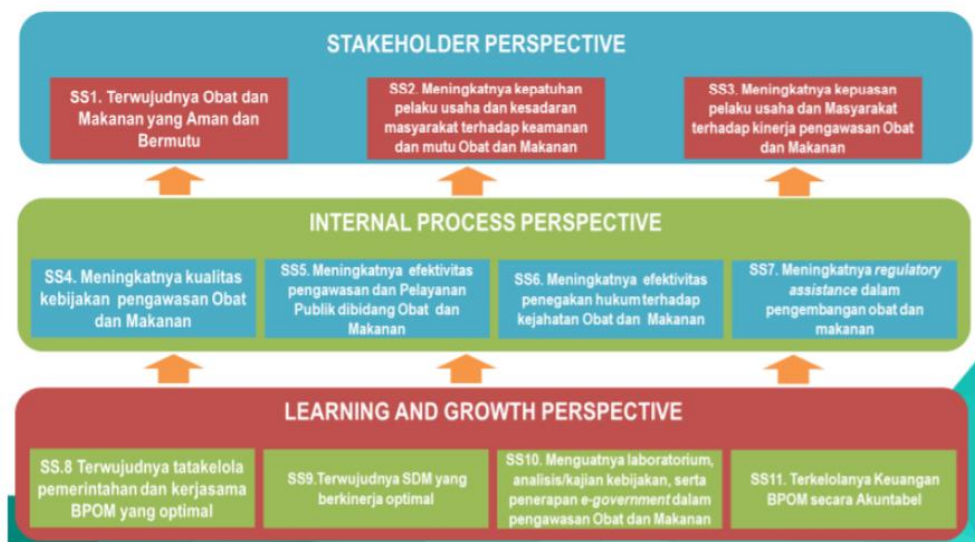 STAKEHOLDER PERSPECTIVE
SS1. Terwujudnya Obat dan
Makanan yang Aman dan
Bermutu
SS2. Meningkatnya kepatuhan
pelaku usaha dan kesadaran
masyarakat terhadap keamanan
dan mutu Obat dan Makanan
SS3. Meningkatnya kepuasan
pelaku usaha dan Masyarakat
terhadap kinerja pengawasan Obat
dan Makanan
INTERNAL PROCESS PERSPECTIVE
SS4. Meningkatnya kualitas
kebijakan pengawasan Obat
dan Makanan
SS5. Meningkatnya efektivitas
pengawasan dan Pelayanan
Publik dibidang Obat dan
Makanan
SS6. Meningkatnya efektivitas
penegakan hukum terhadap
kejahatan Obat dan Makanan
SS7. Meningkatnya regulatory
assistance dalam
pengembangan obat dan
makanan
LEARNING AND GROWTH PERSPECTIVE
SS.8 Terwujudnya tatakelola
pemerintahan dan kerjasama
BPOM yang optimal
SS9.Terwujudnya SDM yang
berkinerja optimal
SS10. Menguatnya laboratorium,
analisis/kajian kebijakan, serta
penerapan e-government dalam
pengawasan Obat dan Makanan
SS11. Terkelolanya Keuangan
BPOM secara Akuntabel